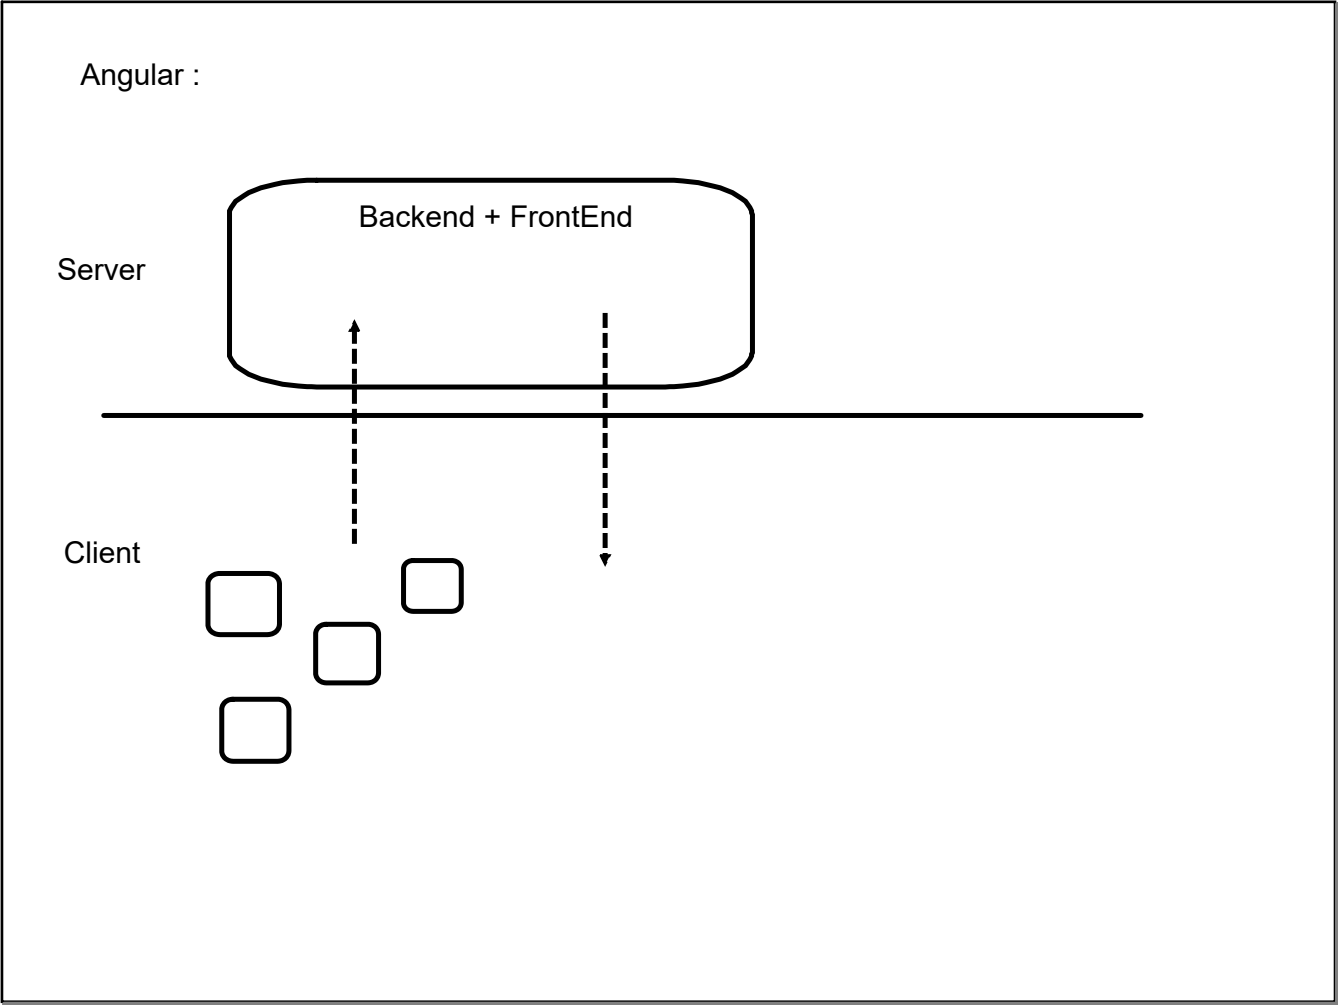 Angular :
Backend + FrontEnd
Server
Client